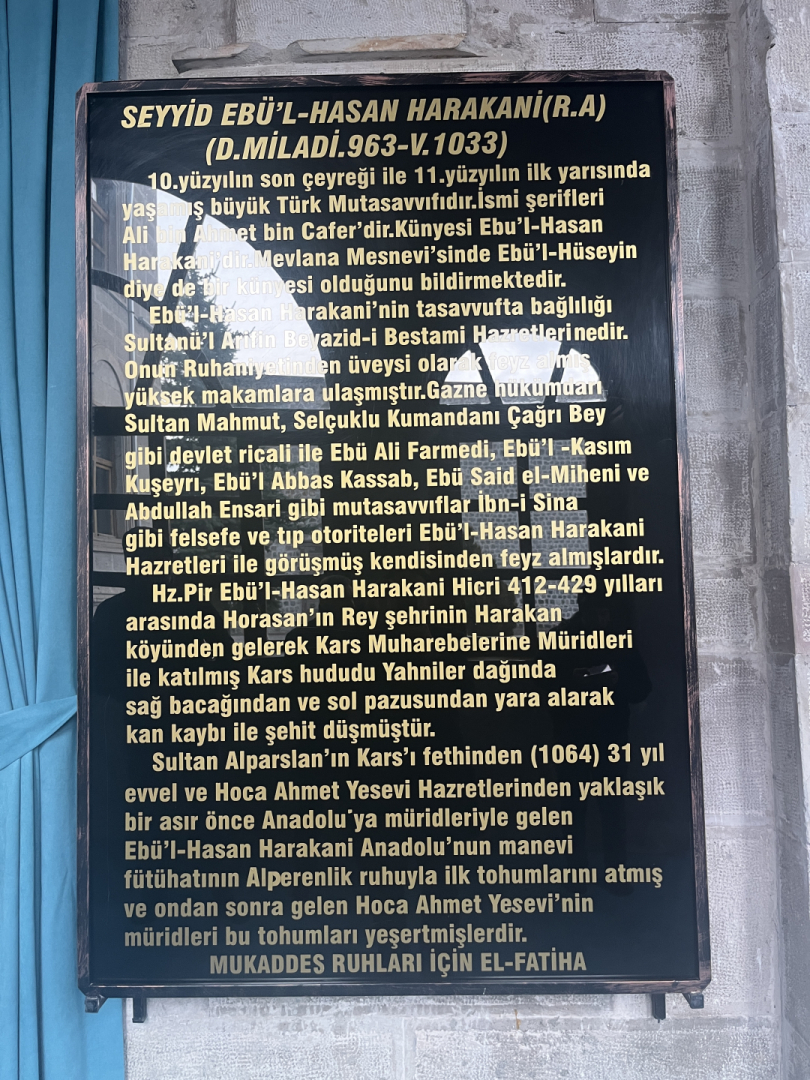 SEYYİD EBÜ'L-HASAN HARAKANİ(R.A)
(D.MİLADİ.963-V.1033)
10.yüzyılın son çeyreği ile 11.yüzyılın ilk yarısında
yaşamış büyük Türk Mutasavvıfıdır.İsmi şerifleri
Ali bin Ahmet bin Cafer'dir.Künyesi Ebu'l-Hasan
Harakani'dir.Mevlana Mesnevi'sinde Ebü'l-Hüseyin
diye de bir künyesi olduğunu bildirmektedir.
Ebü'l-Hasan Harakani'nin tasavvufta bağlılığı
Sultanü'l Arifin Beyazid-i Bestami Hazretlerinedir.
Onun Ruhaniyetinden üveysi olarak feyz almış
yüksek makamlara ulaşmıştır.Gazne hükümdarı
Sultan Mahmut, Selçuklu Kumandanı Çağrı Bey
gibi devlet ricali ile Ebü Ali Farmedi, Ebü'l -Kasım
Kuşeyrı, Ebü'l Abbas Kassab, Ebü Said el-Miheni ve
Abdullah Ensari gibi mutasavvıflar İbn-i Sina
gibi felsefe ve tıp otoriteleri Ebü'l-Hasan Harakani
Hazretleri ile görüşmüş kendisinden feyz almışlardır.
Hz.Pir Ebü'l-Hasan Harakani Hicri 412-429 yılları
arasında Horasan'ın Rey şehrinin Harakan
köyünden gelerek Kars Muharebelerine Müridleri
ile katılmış Kars hududu Yahniler dağında
sağ bacağından ve sol pazusundan yara alarak
kan kaybı ile şehit düşmüştür.
Sultan Alparslan'ın Kars'ı fethinden (1064) 31 yıl
evvel ve Hoca Ahmet Yesevi Hazretlerinden yaklaşık
bir asır önce Anadolu'ya müridleriyle gelen
Ebü'l-Hasan Harakani Anadolu'nun manevi
fütühatının Alperenlik ruhuyla ilk tohumlarını atmış
ve ondan sonra gelen Hoca Ahmet Yesevi'nin
müridleri bu tohumları yeşertmişlerdir.
MUKADDES RUHLARI İÇİN EL-FATİHA